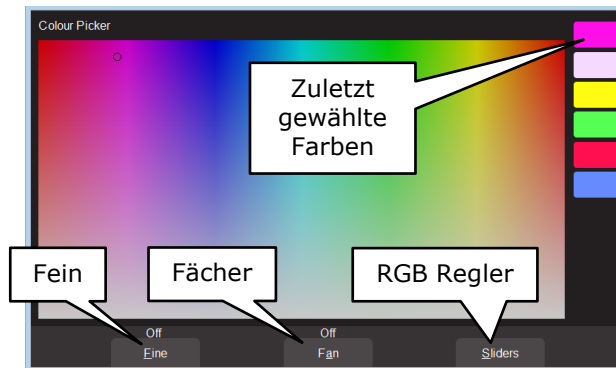 Colour Picker
Zuletzt
gewählte
Farben
Fein
Fächer
RGB Regler
Off
Off
Fine
Fan
Sliders